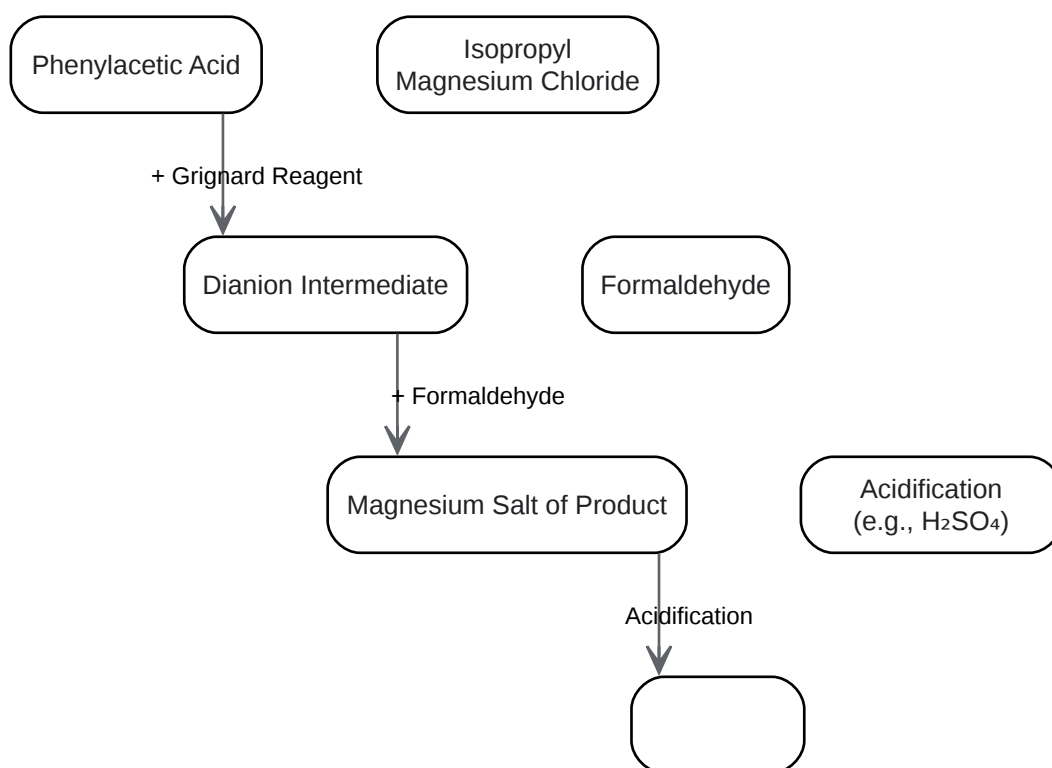 Phenylacetic Acid
Isopropyl
Magnesium Chloride
+ Grignard Reagent
Dianion Intermediate
Formaldehyde
+ Formaldehyde
Magnesium Salt of Product
Acidification
(e.g., H₂SO₄)
Acidification